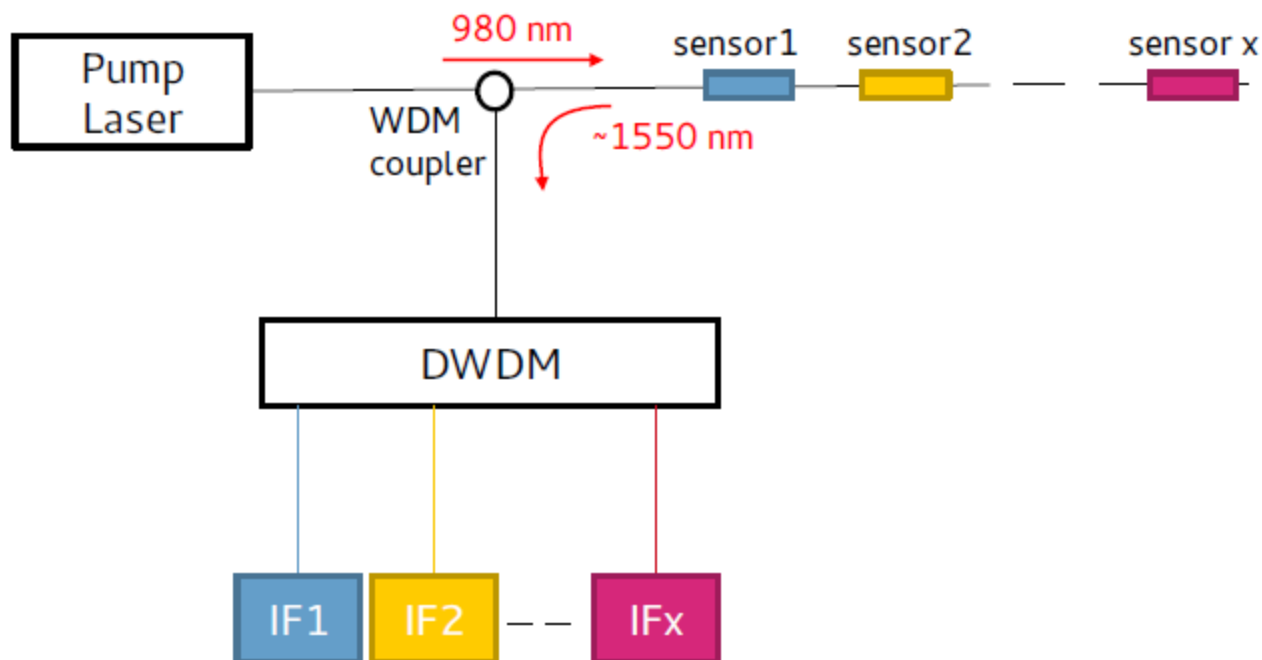 980 nm
sensor1
sensor2
sensor x
Pump
Laser
WDM
coupler
~1550 nm
DWDM
IF1
IF2
IFx